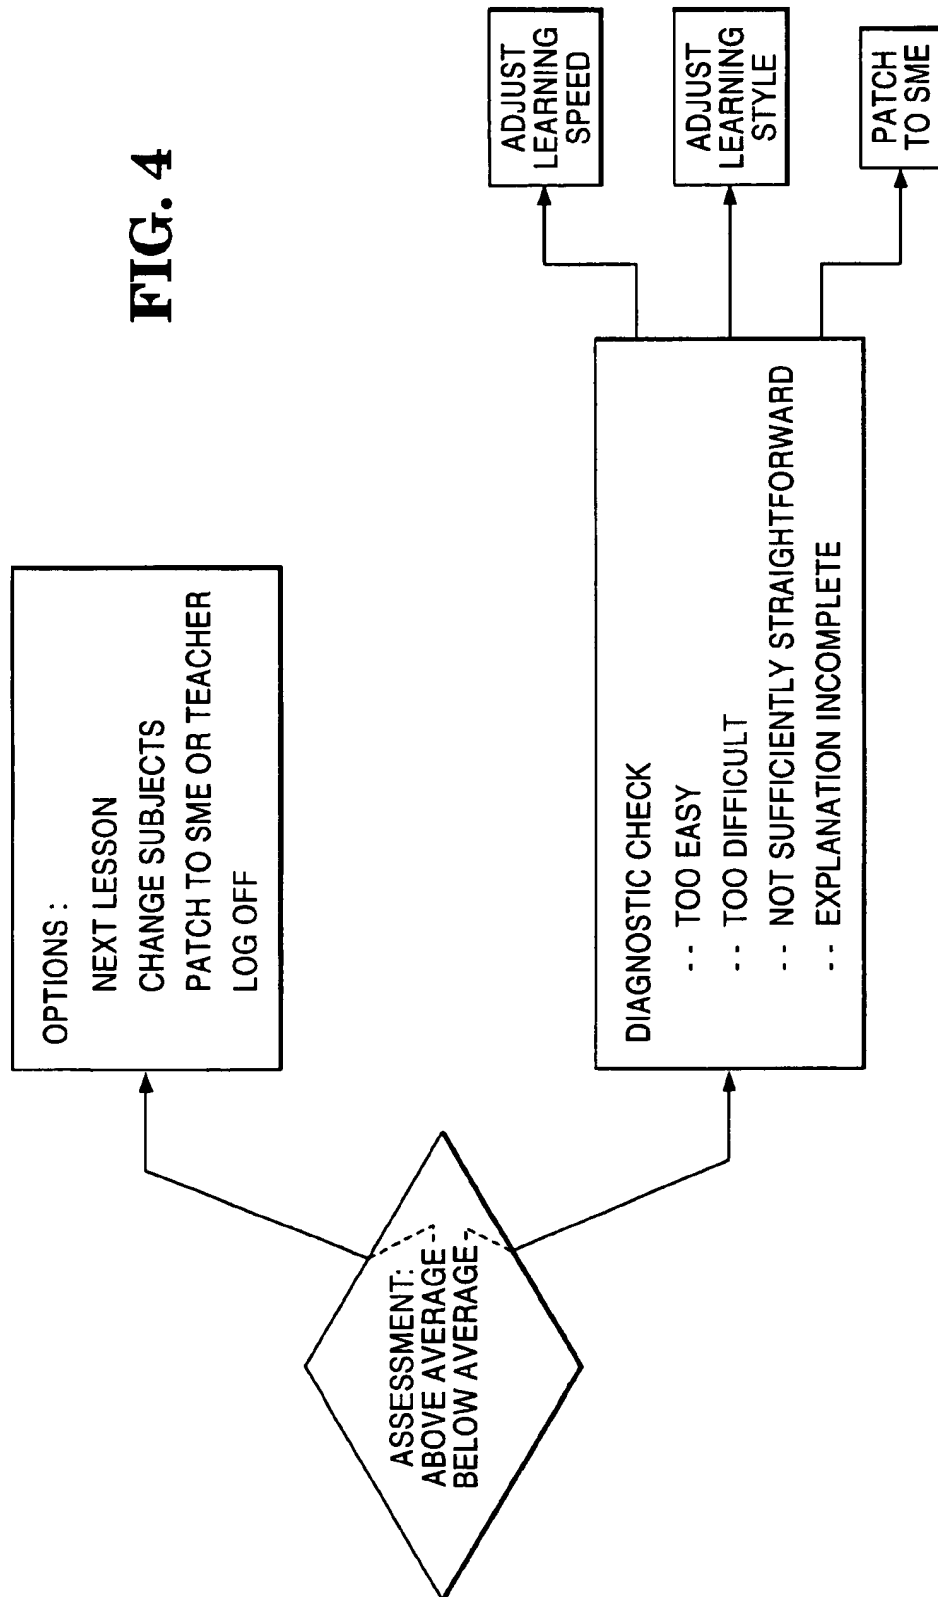 FIG. 4
ASSESSMENT:
ABOVE AVERAGE
BELOW AVERAGE
OPTIONS :
NEXT LESSON
CHANGE SUBJECTS
PATCH TO SME OR TEACHER
LOG OFF
DIAGNOSTIC CHECK
-- TOO EASY
-- TOO DIFFICULT
-- NOT SUFFICIENTLY STRAIGHTFORWARD
-- EXPLANATION INCOMPLETE
ADJUST
LEARNING
SPEED
ADJUST
LEARNING
STYLE
PATCH
TO SME